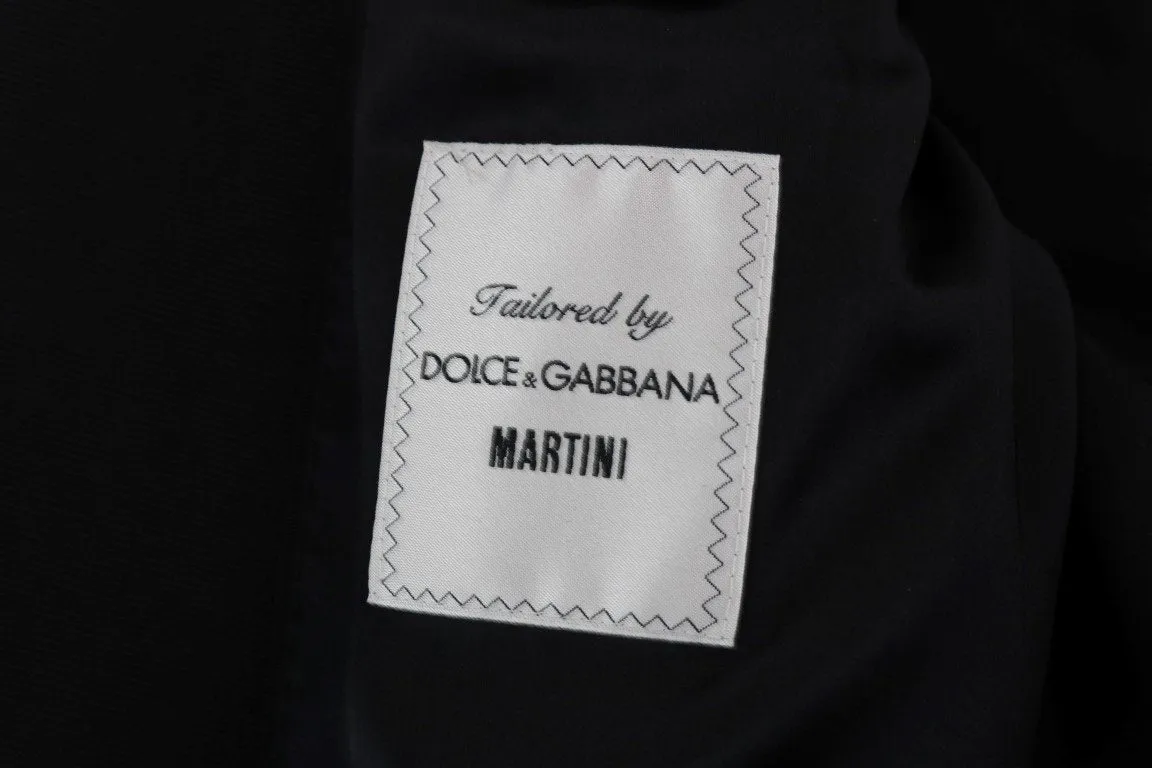 Tailored by
DOLCE & GABBANA
MARTINI